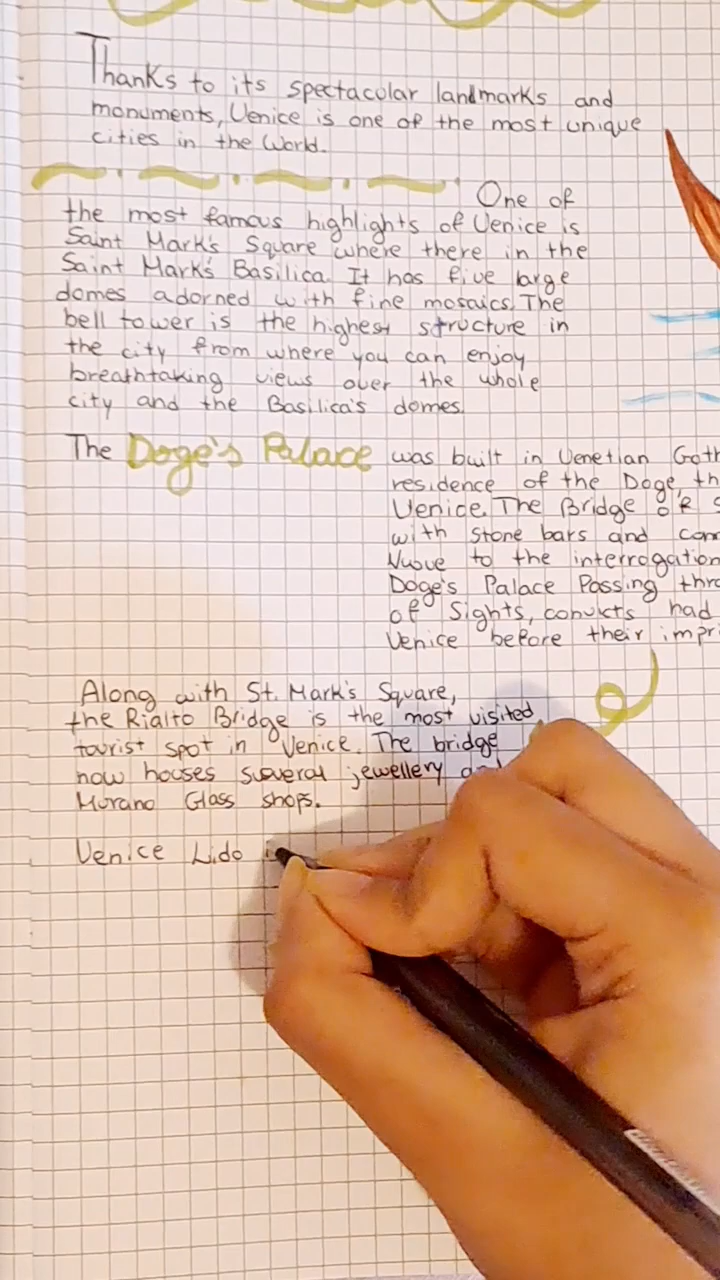 Thanks to its spectacular landmarks and
monuments, Venice is one of the most unique
cities in the World.
One of
the most famous highlights of Venice is
Saint Mark's Square where there in the
Saint Mark's Basilica. It has five large
domes adorned with fine mosaics. The
bell tower is the highest structure in
the city from where you can enjoy
breathtaking views over the whole
city and the Basilica's domes.
The Doge's Palace was built in Venetian Goth
residence of the Doge, th
Venice. The Bridge of S
with stone bars and con
Nuove to the interrogation
Doge's Palace Passing thro
of Sights, convicts had
Venice before their impri
Along with St. Mark's Square,
the Rialto Bridge is the most visited
tourist spot in Venice. The bridge
now houses several jewellery and
Murano Glass shops.
Venice Lido i